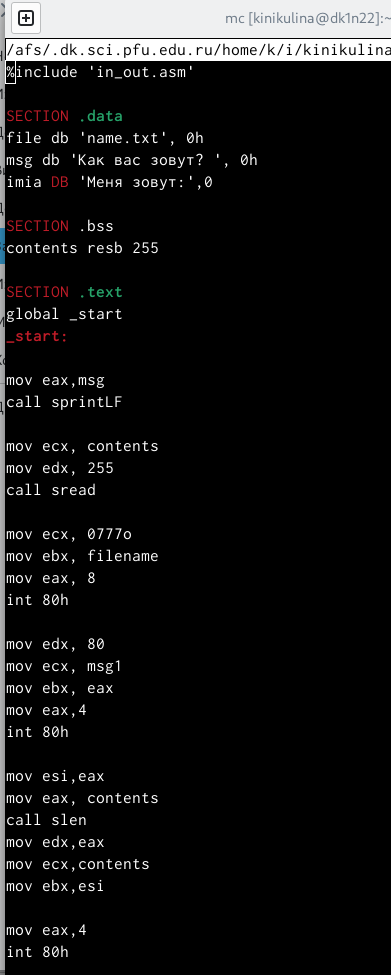 mc [kinikulina@dk1n22]:~
/afs/.dk.sci.pfu.edu.ru/home/k/i/kinikulina
%include 'in_out.asm'
SECTION .data
file db 'name.txt', 0h
msg db 'Как вас зовут? ', 0h
imia DB 'Меня зовут:',0
SECTION .bss
contents resb 255
SECTION .text
global _start
_start:
mov eax,msg
call sprintLF
mov ecx, contents
mov edx, 255
call sread
mov ecx, 0777o
mov ebx, filename
mov eax, 8
int 80h
mov edx, 80
mov ecx, msg1
mov ebx, eax
mov eax,4
int 80h
mov esi,eax
mov eax, contents
call slen
mov edx,eax
mov ecx,contents
mov ebx,esi
mov eax,4
int 80h